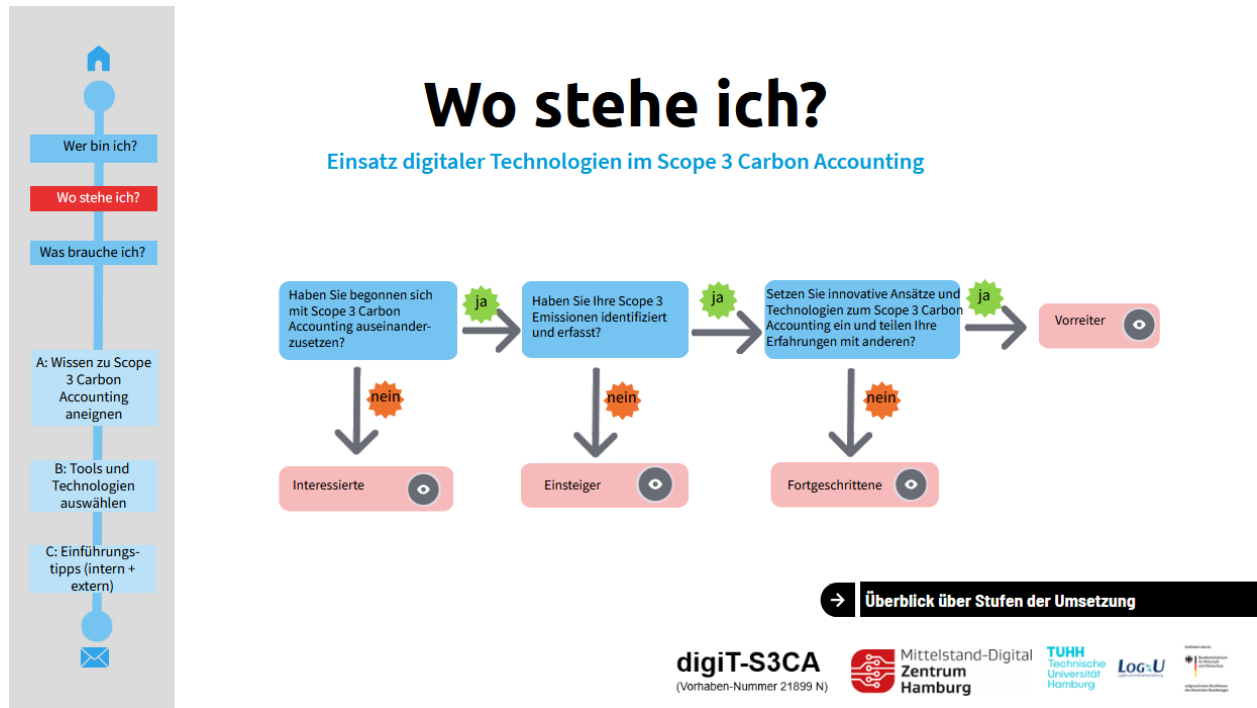 Wer bin ich?
Wo stehe ich?
Was brauche ich?
A: Wissen zu Scope
3 Carbon
Accounting
aneignen
B: Tools und
Technologien
auswählen
C: Einführungs-
tipps (intern +
extern)
Wo stehe ich?
Einsatz digitaler Technologien im Scope 3 Carbon Accounting
Haben Sie begonnen sich
mit Scope 3 Carbon
Accounting auseinander-
zusetzen?
ja
Haben Sie Ihre Scope 3
Emissionen identifiziert
und erfasst?
ja
Setzen Sie innovative Ansätze und
Technologien zum Scope 3 Carbon
Accounting ein und teilen Ihre
Erfahrungen mit anderen?
ja
Vorreiter
nein
nein
nein
Interessierte
Einsteiger
Fortgeschrittene
Überblick über Stufen der Umsetzung
digiT-S3CA
(Vorhaben-Nummer 21899 N)
Mittelstand-Digital
Zentrum
Hamburg
TUHH
Technische
Universität
Hamburg
LogU